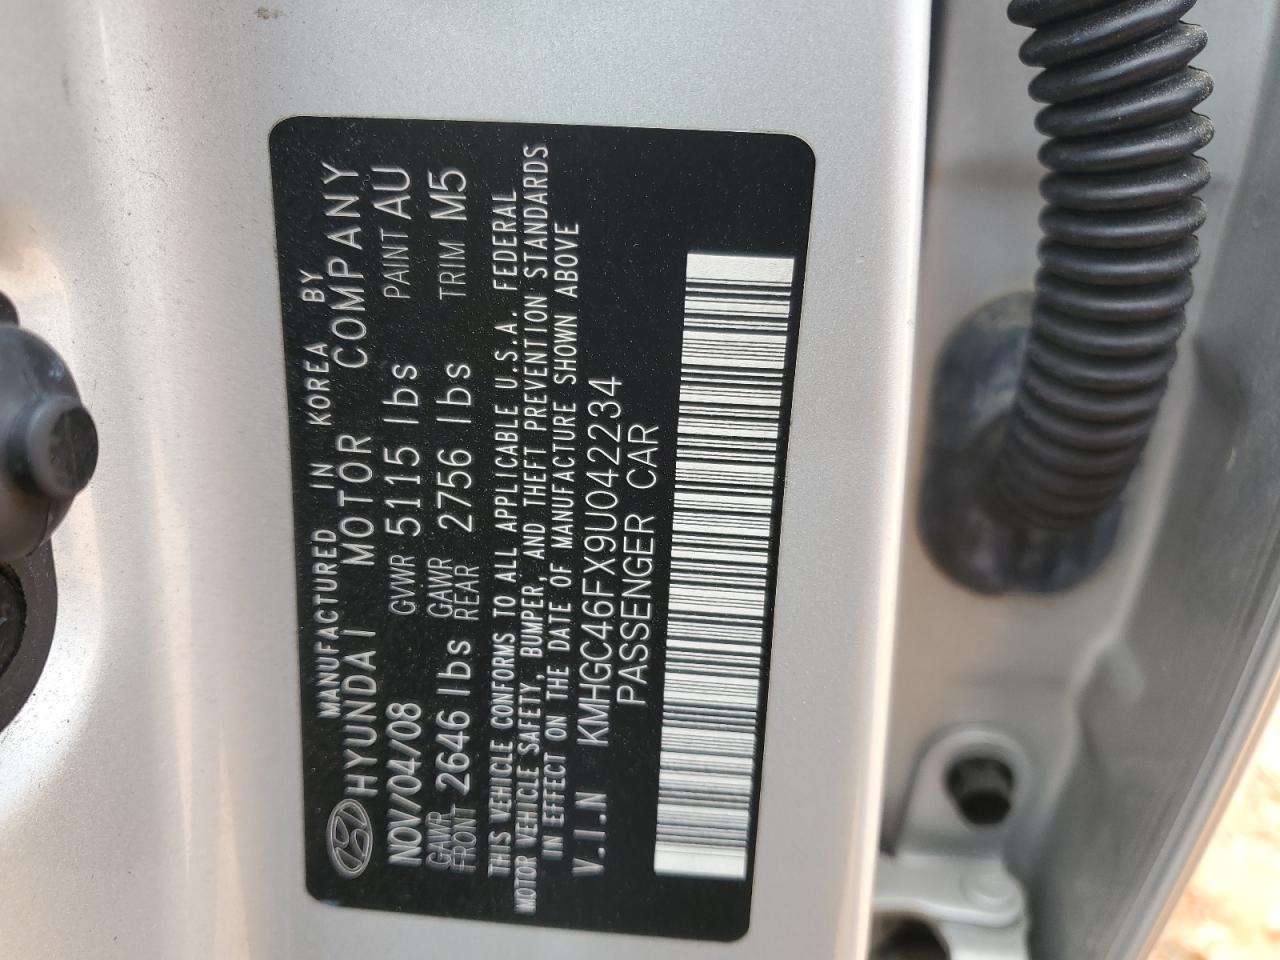 MANUFACTURED IN KOREA BY
HYUNDAI MOTOR COMPANY
NOV/04/08 GVWR 5115 lbs PAINT AU
GAWR FRONT 2646 lbs GAWR REAR 2756 lbs TRIM M5
THIS VEHICLE CONFORMS TO ALL APPLICABLE U.S.A. FEDERAL
MOTOR VEHICLE SAFETY, BUMPER, AND THEFT PREVENTION STANDARDS
IN EFFECT ON THE DATE OF MANUFACTURE SHOWN ABOVE
V.I.N KMHGC46FX9U042234
PASSENGER CAR